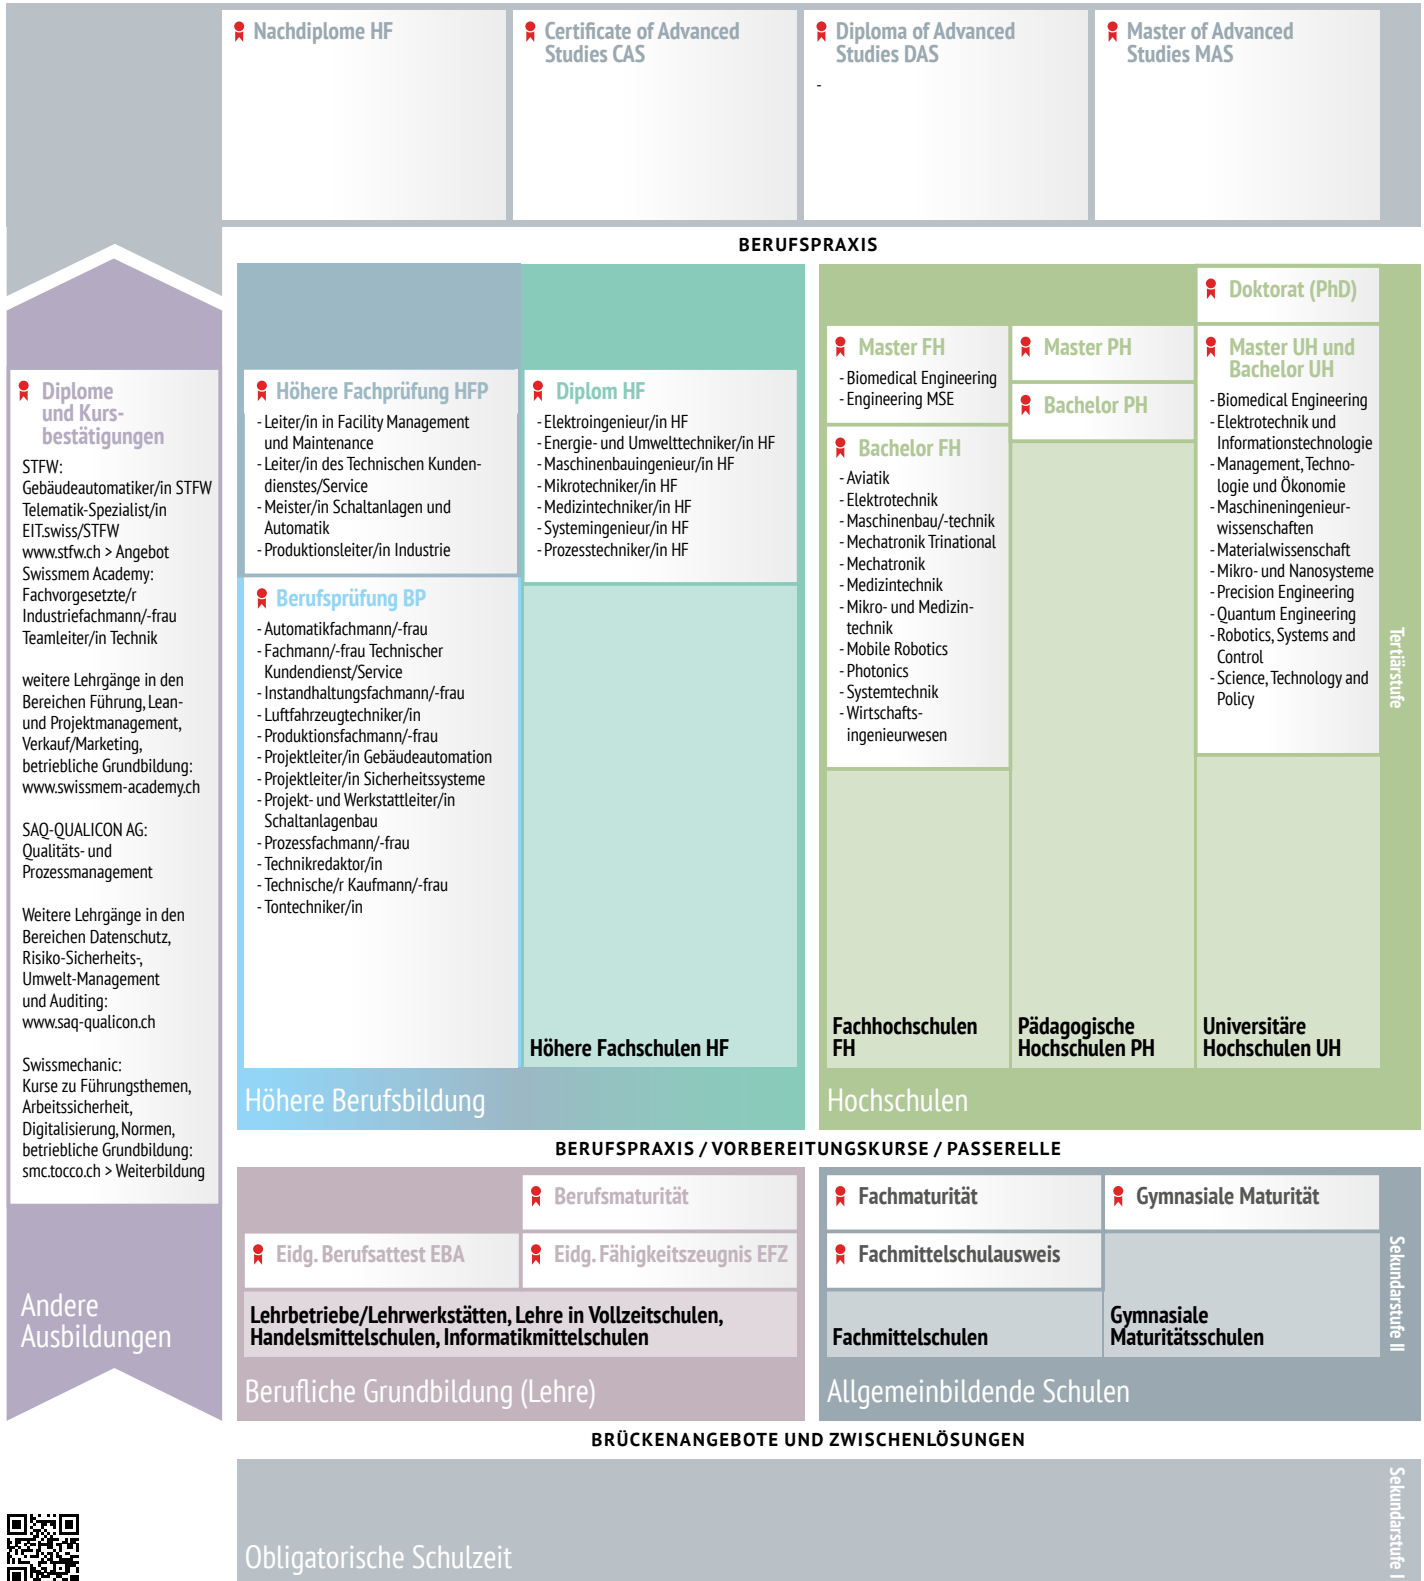 Nachdiplome HF
Certificate of Advanced
Studies CAS
Diploma of Advanced
Studies DAS
-
Master of Advanced
Studies MAS
BERUFSPRAXIS
Diplome
und Kurs-
bestätigungen
STFW:
Gebäudeautomatiker/in STFW
Telematik-Spezialist/in
EIT.swiss/STFW
www.stfw.ch > Angebot
Swissmem Academy:
Fachvorgesetzte/r
Industriefachmann/-frau
Teamleiter/in Technik
weitere Lehrgänge in den
Bereichen Führung, Lean-
und Projektmanagement,
Verkauf/Marketing,
betriebliche Grundbildung:
www.swissmem-academy.ch
SAQ-QUALICON AG:
Qualitäts- und
Prozessmanagement
Weitere Lehrgänge in den
Bereichen Datenschutz,
Risiko-Sicherheits-,
Umwelt-Management
und Auditing:
www.saq-qualicon.ch
Swissmechanic:
Kurse zu Führungsthemen,
Arbeitssicherheit,
Digitalisierung, Normen,
betriebliche Grundbildung:
smc.tocco.ch > Weiterbildung
Andere
Ausbildungen
Höhere Fachprüfung HFP
- Leiter/in in Facility Management
und Maintenance
- Leiter/in des Technischen Kunden-
dienstes/Service
- Meister/in Schaltanlagen und
Automatik
- Produktionsleiter/in Industrie
Berufsprüfung BP
- Automatikfachmann/-frau
- Fachmann/-frau Technischer
Kundendienst/Service
- Instandhaltungsfachmann/-frau
- Luftfahrzeugtechniker/in
- Produktionsfachmann/-frau
- Projektleiter/in Gebäudeautomation
- Projektleiter/in Sicherheitssysteme
- Projekt- und Werkstattleiter/in
Schaltanlagenbau
- Prozessfachmann/-frau
- Technikredaktor/in
- Technische/r Kaufmann/-frau
- Tontechniker/in
Diplom HF
- Elektroingenieur/in HF
- Energie- und Umwelttechniker/in HF
- Maschinenbauingenieur/in HF
- Mikrotechniker/in HF
- Medizintechniker/in HF
- Systemingenieur/in HF
- Prozesstechniker/in HF
Höhere Fachschulen HF
Höhere Berufsbildung
Master FH
- Biomedical Engineering
- Engineering MSE
Bachelor FH
- Aviatik
- Elektrotechnik
- Maschinenbau/-technik
- Mechatronik Trinational
- Mechatronik
- Medizintechnik
- Mikro- und Medizin-
technik
- Mobile Robotics
- Photonics
- Systemtechnik
- Wirtschafts-
ingenieurwesen
Fachhochschulen
FH
Master PH
Bachelor PH
Pädagogische
Hochschulen PH
Doktorat (PhD)
Master UH und
Bachelor UH
- Biomedical Engineering
- Elektrotechnik und
Informationstechnologie
- Management, Techno-
logie und Ökonomie
- Maschineningenieur-
wissenschaften
- Materialwissenschaft
- Mikro- und Nanosysteme
- Precision Engineering
- Quantum Engineering
- Robotics, Systems and
Control
- Science, Technology and
Policy
Universitäre
Hochschulen UH
Hochschulen
Tertiärstufe
BERUFSPRAXIS / VORBEREITUNGSKURSE / PASSERELLE
Berufsmaturität
Eidg. Berufsattest EBA
Eidg. Fähigkeitszeugnis EFZ
Lehrbetriebe/Lehrwerkstätten, Lehre in Vollzeitschulen,
Handelsmittelschulen, Informatikmittelschulen
Berufliche Grundbildung (Lehre)
Fachmaturität
Gymnasiale Maturität
Fachmittelschulausweis
Fachmittelschulen
Gymnasiale
Maturitätsschulen
Allgemeinbildende Schulen
Sekundarstufe II
BRÜCKENANGEBOTE UND ZWISCHENLÖSUNGEN
Obligatorische Schulzeit
Sekundarstufe I